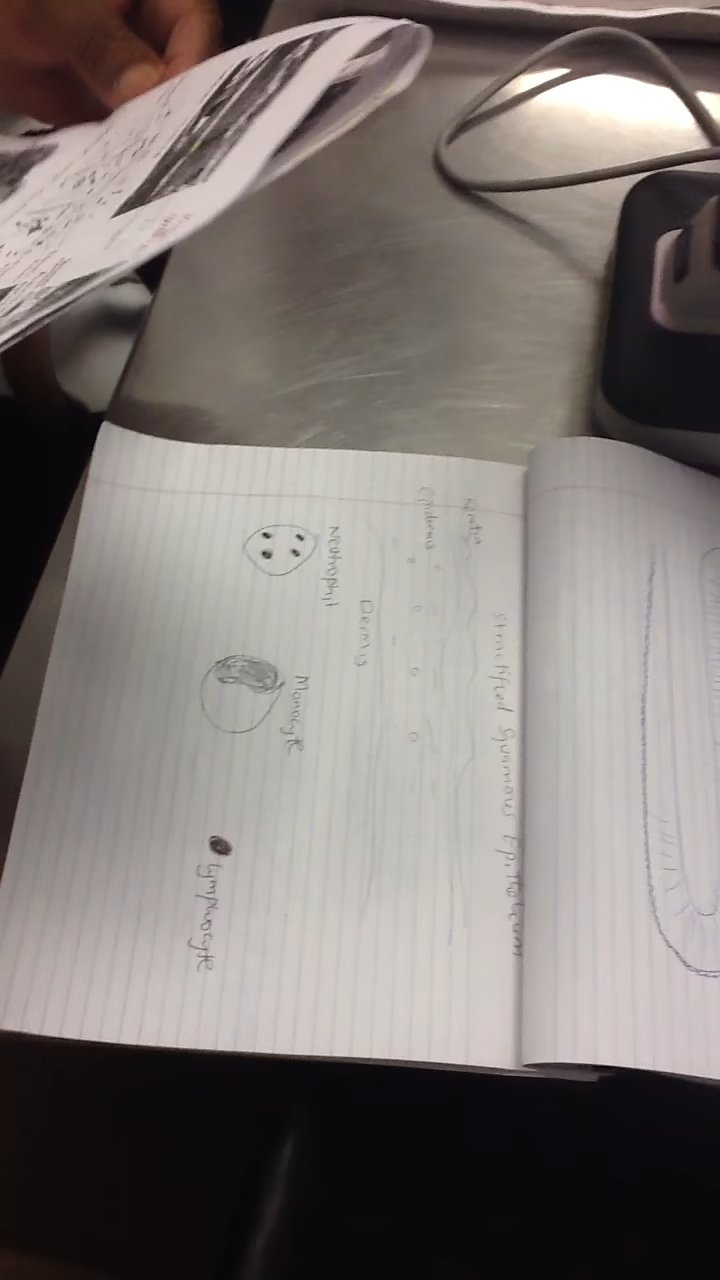 Stratified Squamous Epithelium
Keratin
Epidermis
Dermis
Neutrophil
Monocyte
Lymphocyte